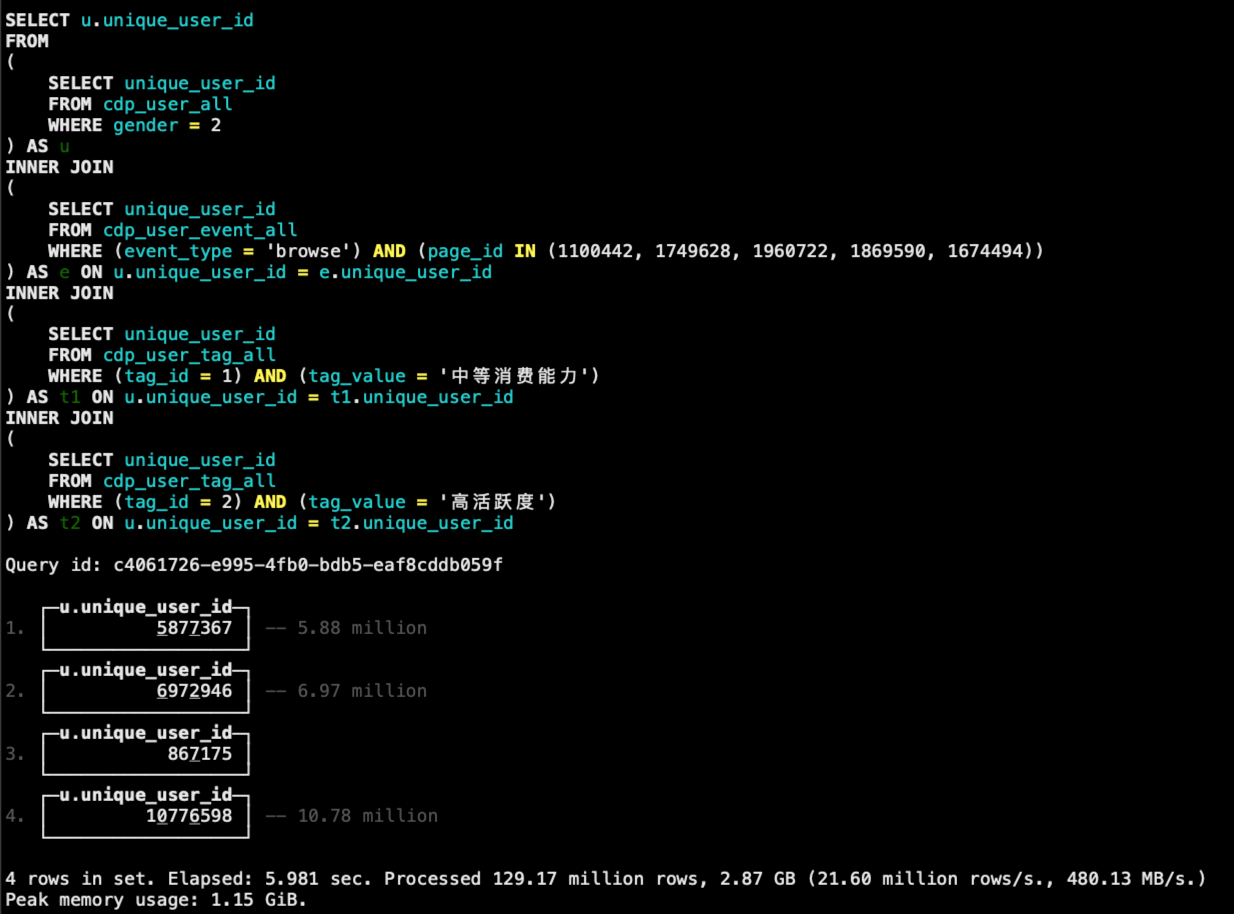 SELECT u.unique_user_id
FROM
(
    SELECT unique_user_id
    FROM cdp_user_all
    WHERE gender = 2
) AS u
INNER JOIN
(
    SELECT unique_user_id
    FROM cdp_user_event_all
    WHERE (event_type = 'browse') AND (page_id IN (1100442, 1749628, 1960722, 1869590, 1674494))
) AS e ON u.unique_user_id = e.unique_user_id
INNER JOIN
(
    SELECT unique_user_id
    FROM cdp_user_tag_all
    WHERE (tag_id = 1) AND (tag_value = '中等消费能力')
) AS t1 ON u.unique_user_id = t1.unique_user_id
INNER JOIN
(
    SELECT unique_user_id
    FROM cdp_user_tag_all
    WHERE (tag_id = 2) AND (tag_value = '高活跃度')
) AS t2 ON u.unique_user_id = t2.unique_user_id
Query id: c4061726-e995-4fb0-bdb5-eaf8cddb059f
u.unique_user_id
1. 5877367 -- 5.88 million
u.unique_user_id
2. 6972946 -- 6.97 million
u.unique_user_id
3. 867175
u.unique_user_id
4. 10776598 -- 10.78 million
4 rows in set. Elapsed: 5.981 sec. Processed 129.17 million rows, 2.87 GB (21.60 million rows/s., 480.13 MB/s.)
Peak memory usage: 1.15 GiB.